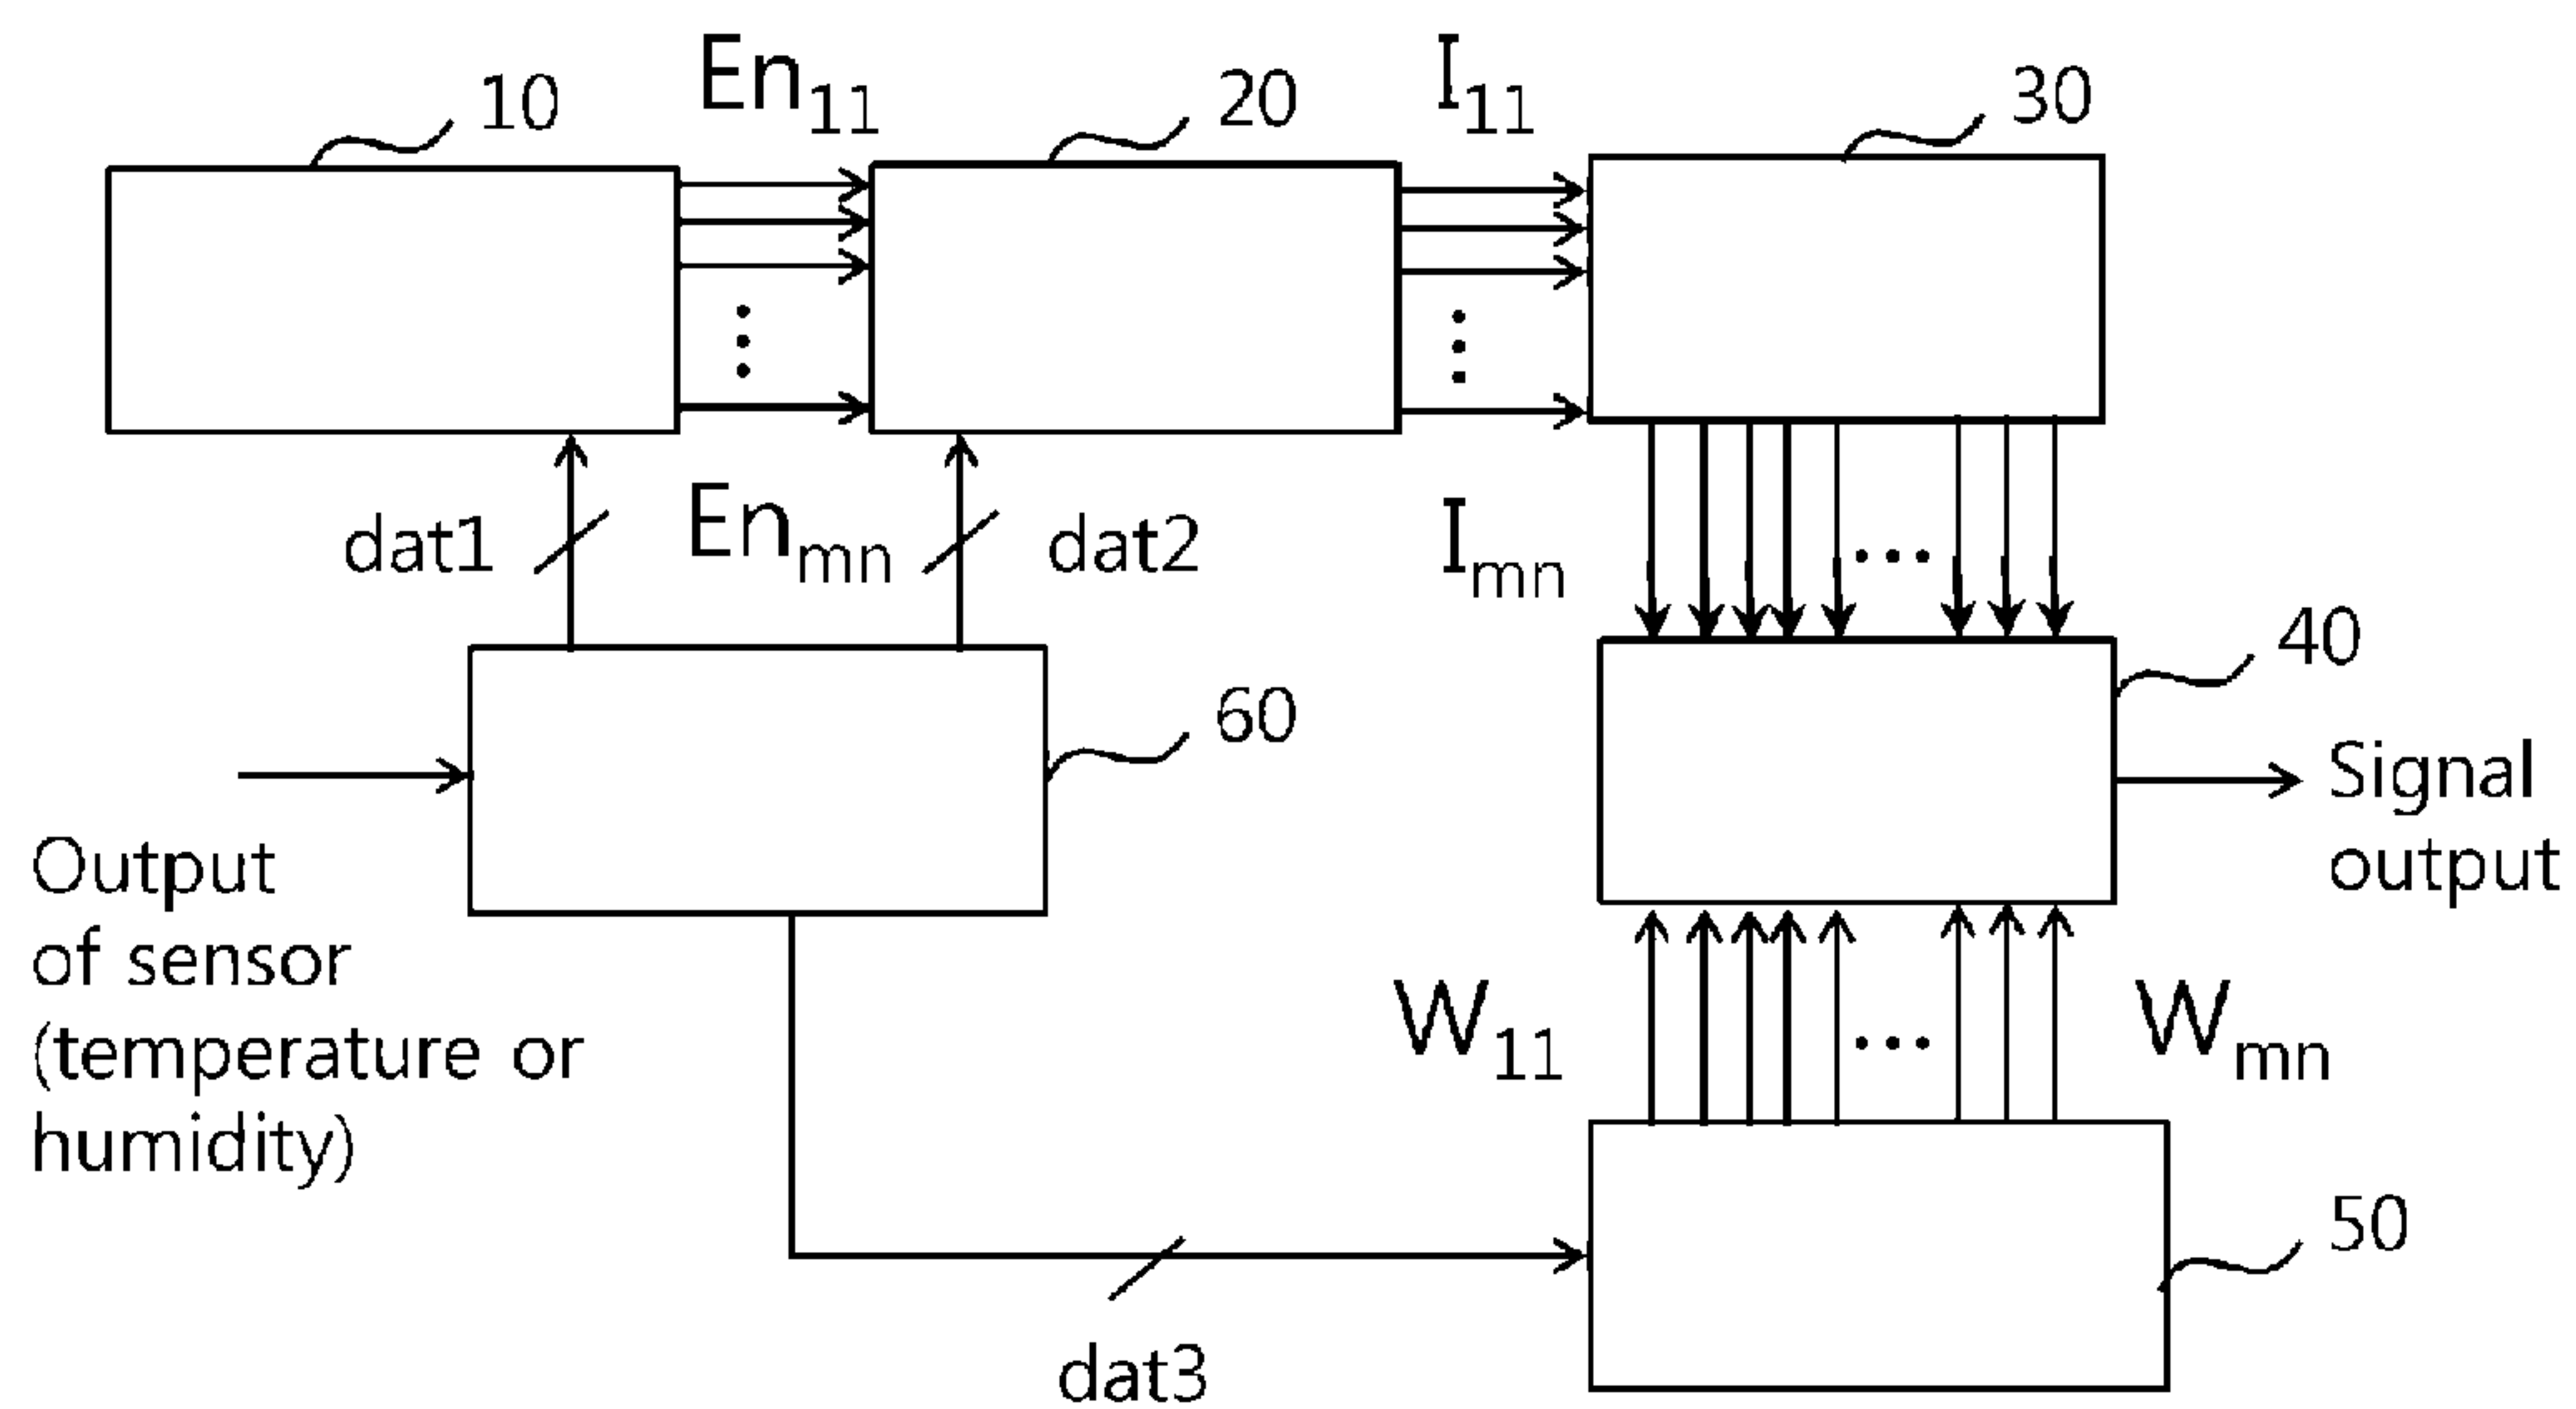 10
En11
20
I11
30
dat1
Enmn
dat2
Imn
40
60
Signal
output
Output
of sensor
(temperature or
humidity)
W11
Wmn
50
dat3